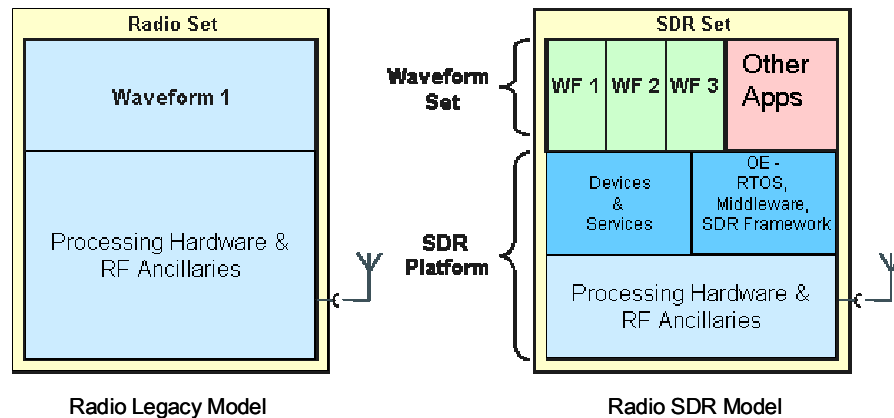 Radio Set
Waveform 1
Processing Hardware &
RF Ancillaries
Radio Legacy Model
Waveform
Set
SDR
Platform
SDR Set
WF 1
WF 2
WF 3
Other
Apps
Devices
&
Services
OE -
RTOS,
Middleware,
SDR Framework
Processing Hardware &
RF Ancillaries
Radio SDR Model